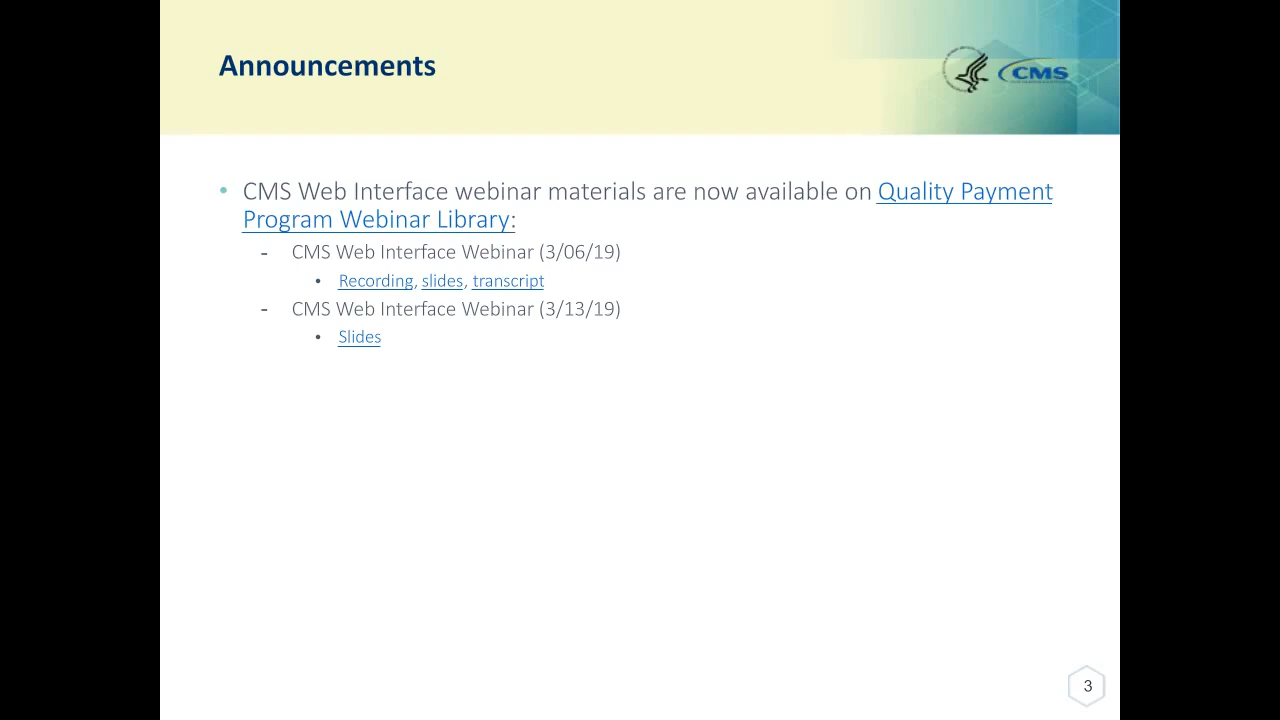 Announcements
CMS
• CMS Web Interface webinar materials are now available on Quality Payment
Program Webinar Library:
- CMS Web Interface Webinar (3/06/19)
• Recording, slides, transcript
- CMS Web Interface Webinar (3/13/19)
• Slides
3